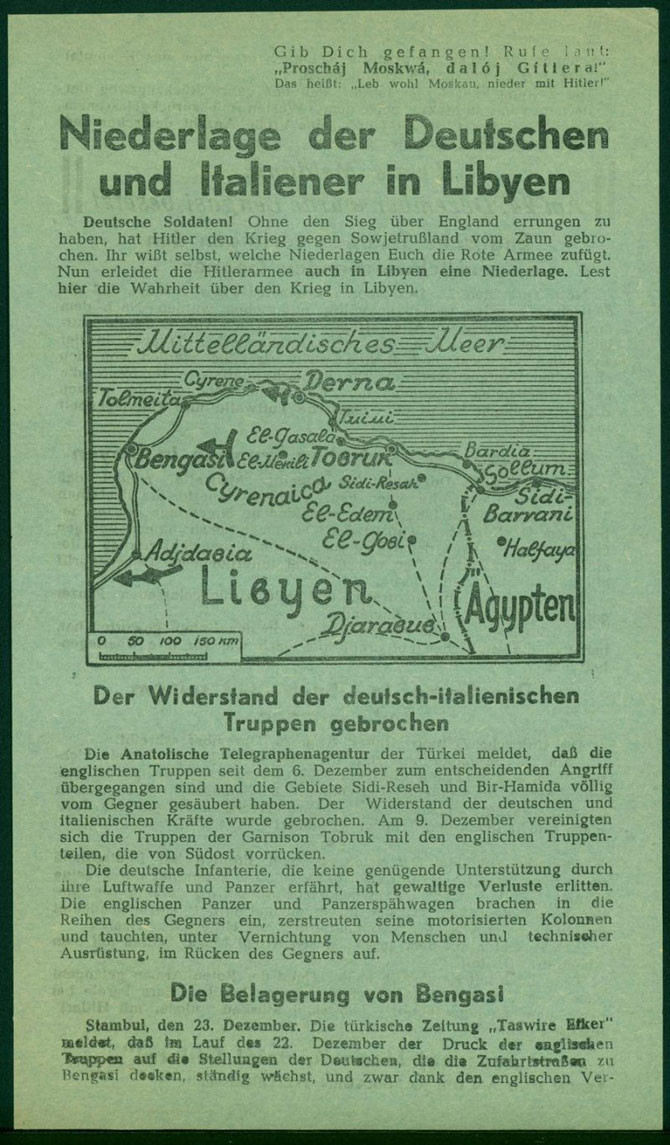 Gib Dich gefangen! Rufe laut:
„Proscháj Moskwá, dalój Gitlera!"
Das heißt: „Leb wohl Moskau, nieder mit Hitler!"
Niederlage der Deutschen
und Italiener in Libyen
Deutsche Soldaten! Ohne den Sieg über England errungen zu
haben, hat Hitler den Krieg gegen Sowjetrußland vom Zaun gebro-
chen. Ihr wißt selbst, welche Niederlagen Euch die Rote Armee zufügt.
Nun erleidet die Hitlerarmee auch in Libyen eine Niederlage. Lest
hier die Wahrheit über den Krieg in Libyen.
Mittelländisches Meer
Cyrene Derna
Tolmeita
Tmimi
El-Gasala
Bengasi El-Mekili Tobruk Bardia
Sollum
Cyrenaica Sidi-Resah Sidi-
El-Edem Barrani
El-Gobi Halfaya
Adjdabia
Libyen Ägypten
Djarabub
0 50 100 150 km
Der Widerstand der deutsch-italienischen
Truppen gebrochen
Die Anatolische Telegraphenagentur der Türkei meldet, daß die
englischen Truppen seit dem 6. Dezember zum entscheidenden Angriff
übergegangen sind und die Gebiete Sidi-Reseh und Bir-Hamida völlig
vom Gegner gesäubert haben. Der Widerstand der deutschen und
italienischen Kräfte wurde gebrochen. Am 9. Dezember vereinigten
sich die Truppen der Garnison Tobruk mit den englischen Truppen-
teilen, die von Südost vorrücken.
Die deutsche Infanterie, die keine genügende Unterstützung durch
ihre Luftwaffe und Panzer erfährt, hat gewaltige Verluste erlitten.
Die englischen Panzer und Panzerspähwagen brachen in die
Reihen des Gegners ein, zerstreuten seine motorisierten Kolonnen
und tauchten, unter Vernichtung von Menschen und technischer
Ausrüstung, im Rücken des Gegners auf.
Die Belagerung von Bengasi
Stambul, den 23. Dezember. Die türkische Zeitung „Taswire Efker"
meldet, daß im Lauf des 22. Dezember der Druck der englischen
Truppen auf die Stellungen der Deutschen, die die Zufahrtstraßen zu
Bengasi decken, ständig wächst, und zwar dank den englischen Ver-